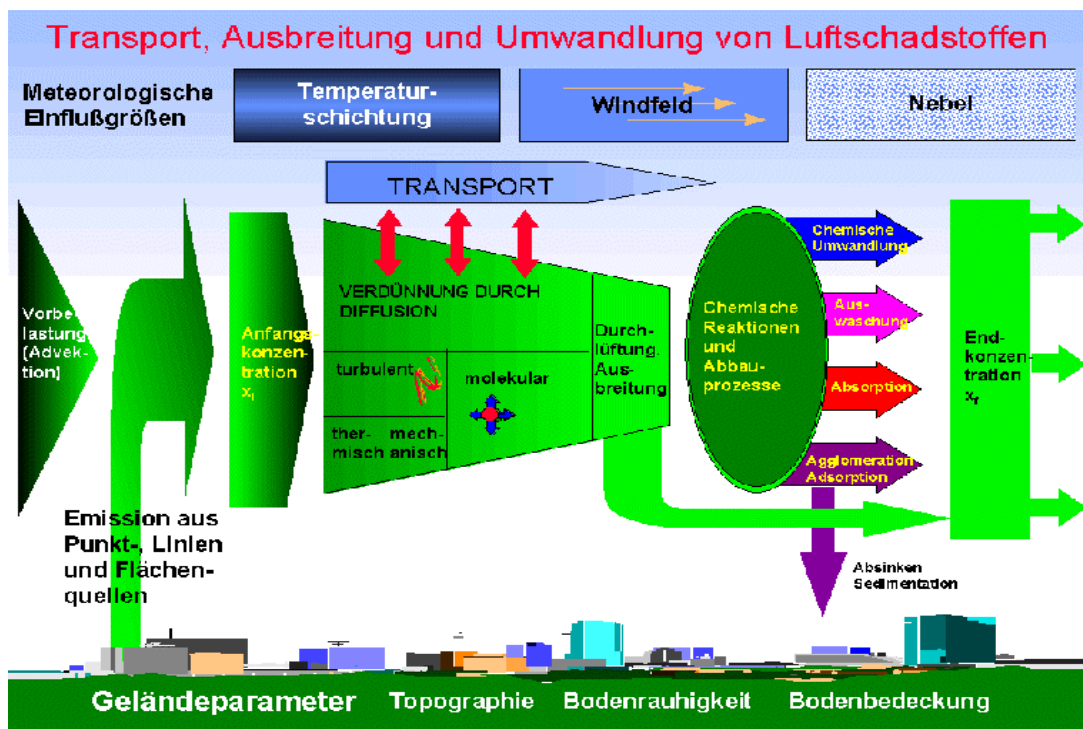 Transport, Ausbreitung und Umwandlung von Luftschadstoffen
Meteorologische
Einflußgrößen
Temperatur-
schichtung
Windfeld
Nebel
TRANSPORT
Vorbe-
lastung
(Advek-
tion)
Anfangs-
konzen-
tration
x_i
VERDÜNNUNG DURCH
DIFFUSION
turbulent
molekular
ther- mech-
misch anisch
Durch-
lüftung,
Aus-
breitung
Chemische
Reaktionen
und
Abbau-
prozesse
Chemische
Umwandlung
Aus-
waschung
Absorption
Agglomeration
Adsorption
End-
konzen-
tration
x_f
Emission aus
Punkt-, Linien
und Flächen-
quellen
Absinken
Sedimentation
Geländeparameter Topographie Bodenrauhigkeit Bodenbedeckung